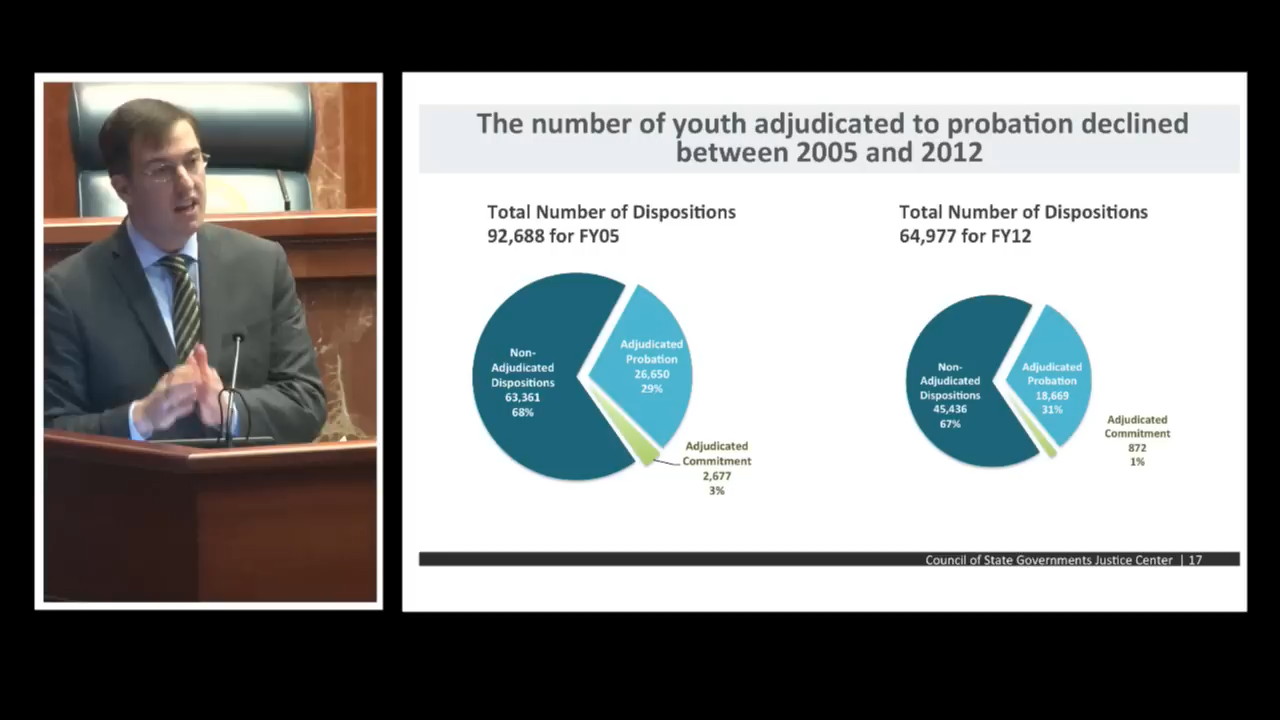 The number of youth adjudicated to probation declined
between 2005 and 2012
Total Number of Dispositions
92,688 for FY05
Non-
Adjudicated
Dispositions
63,361
68%
Adjudicated
Probation
26,650
29%
Adjudicated
Commitment
2,677
3%
Total Number of Dispositions
64,977 for FY12
Non-
Adjudicated
Dispositions
45,436
67%
Adjudicated
Probation
18,669
31%
Adjudicated
Commitment
872
1%
Council of State Governments Justice Center | 17